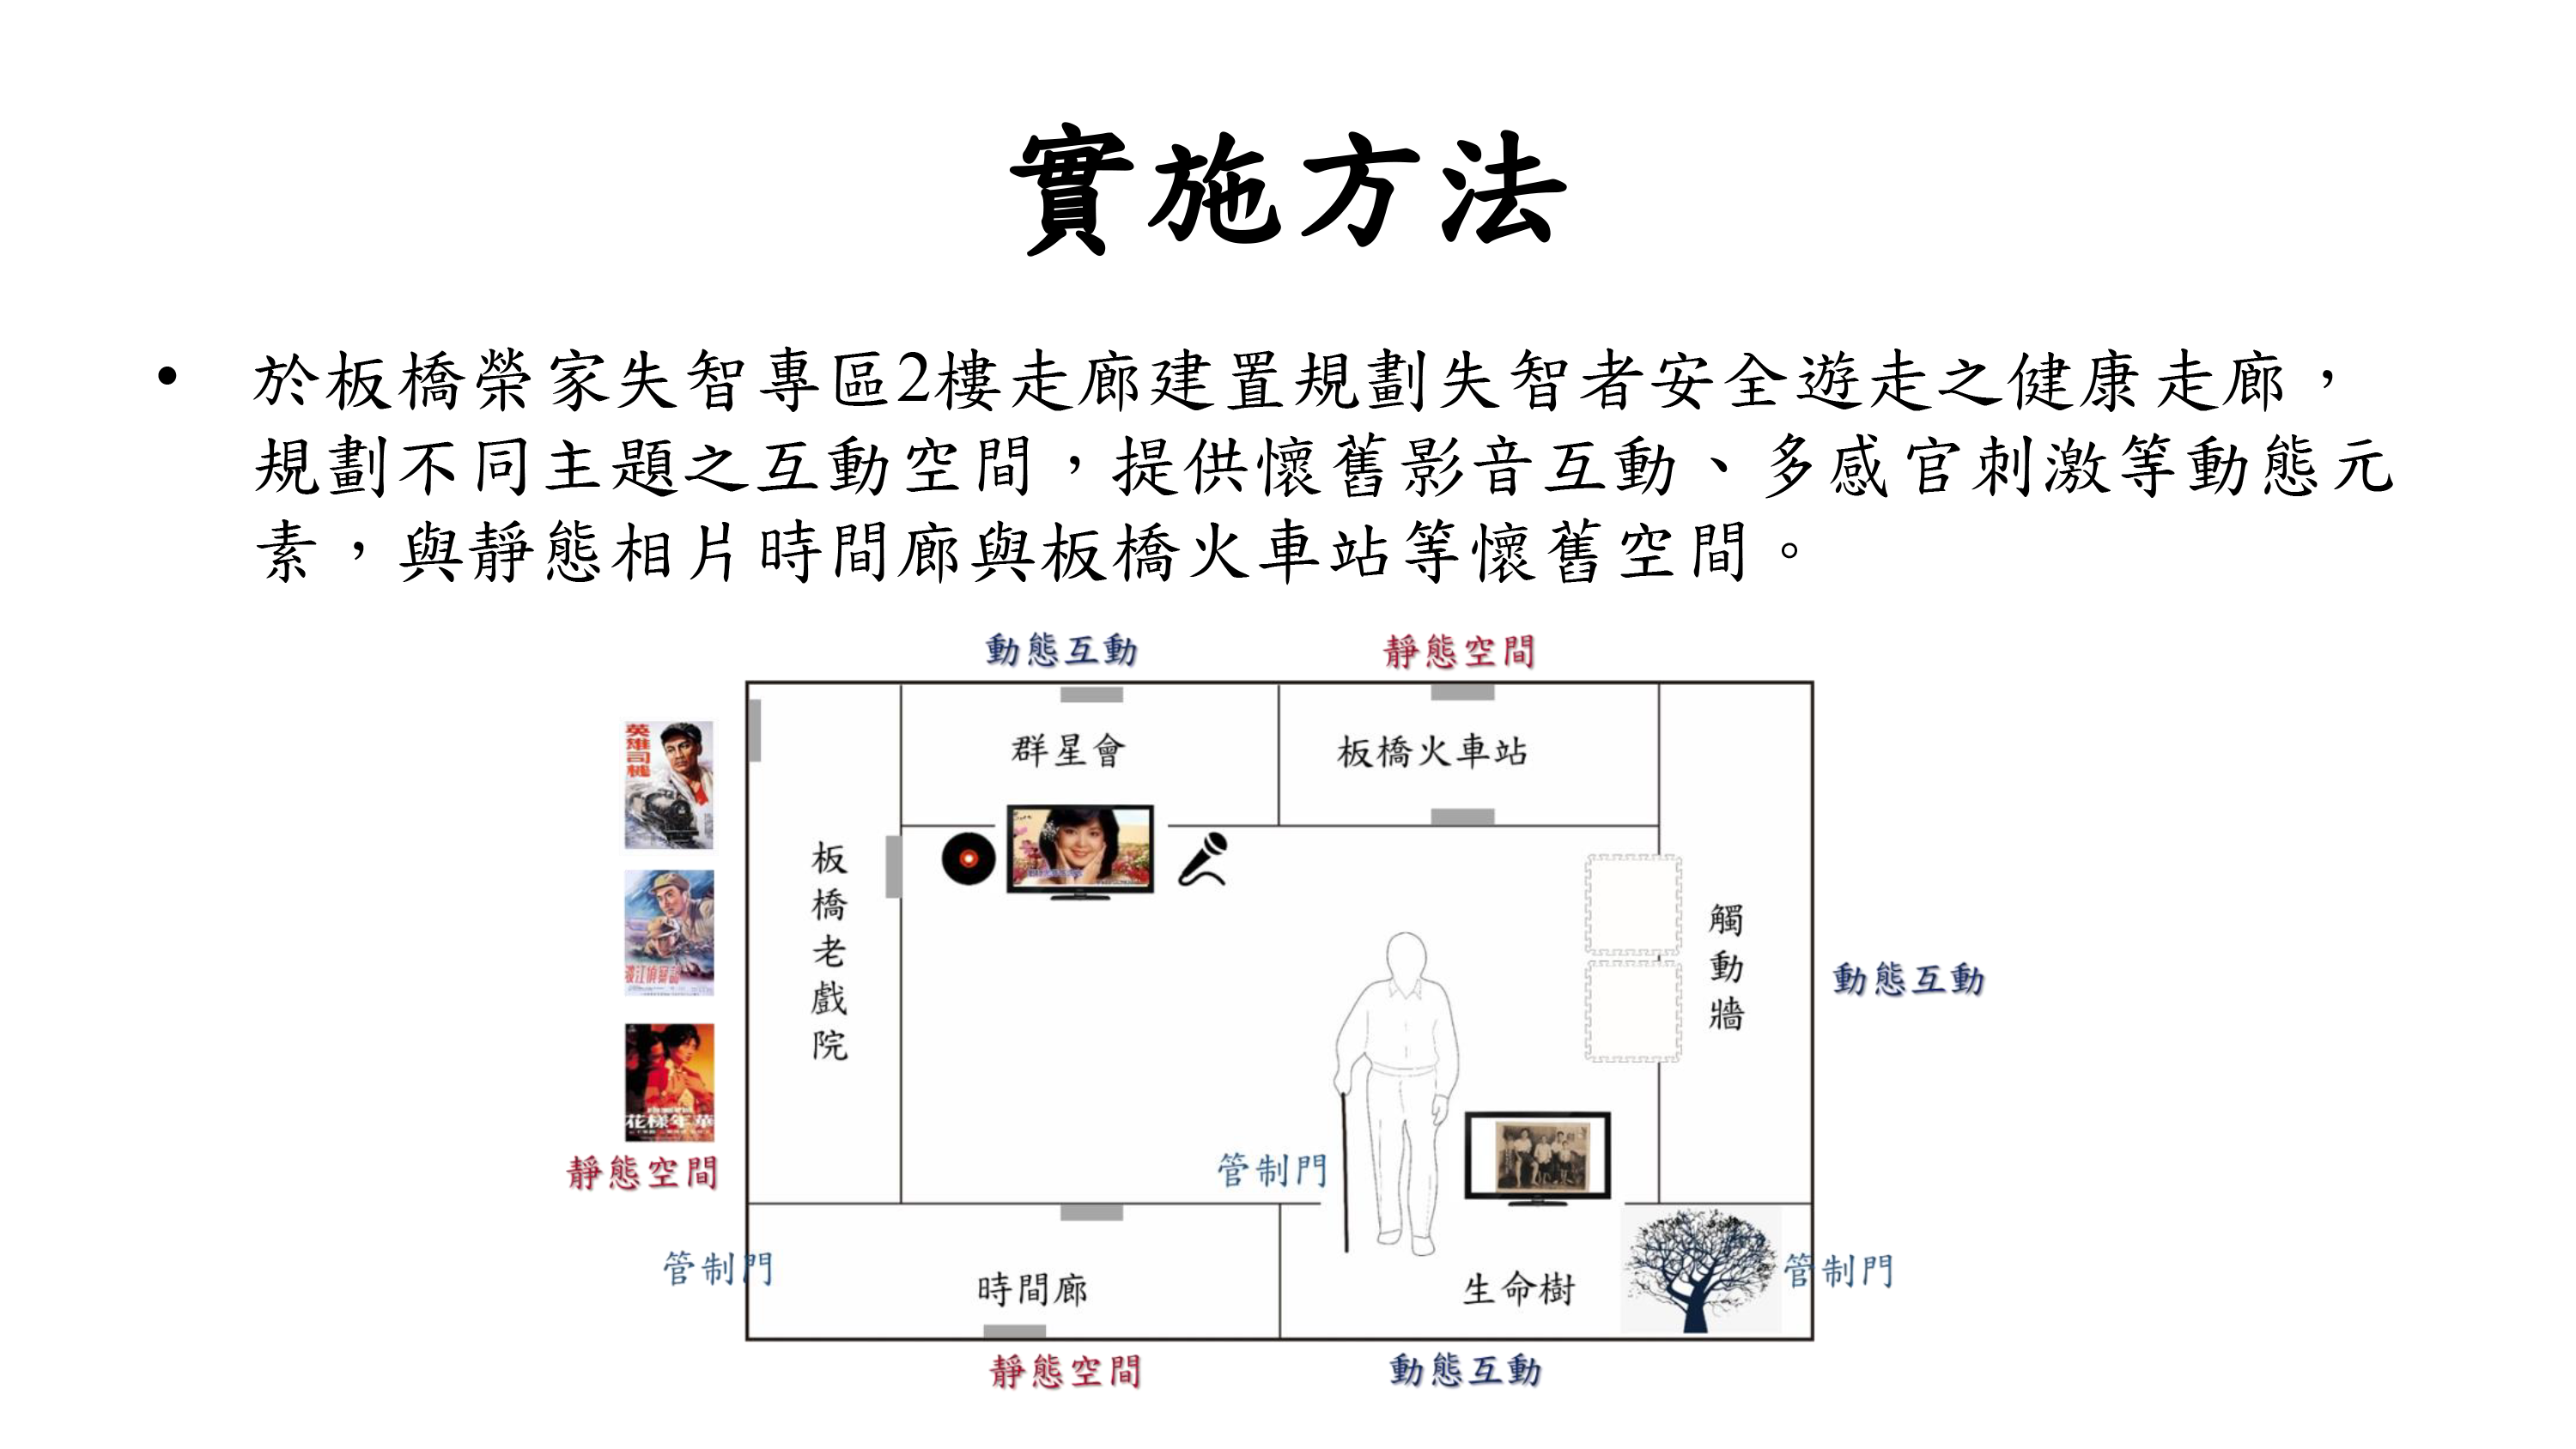 實施方法
• 於板橋榮家失智專區2樓走廊建置規劃失智者安全遊走之健康走廊，
規劃不同主題之互動空間，提供懷舊影音互動、多感官刺激等動態元
素，與靜態相片時間廊與板橋火車站等懷舊空間。
動態互動
靜態空間
群星會
板橋火車站
英雄司機
板橋老戲院
觸動牆
動態互動
渡江偵察記
花樣年華
靜態空間
管制門
管制門
時間廊
生命樹
管制門
靜態空間
動態互動